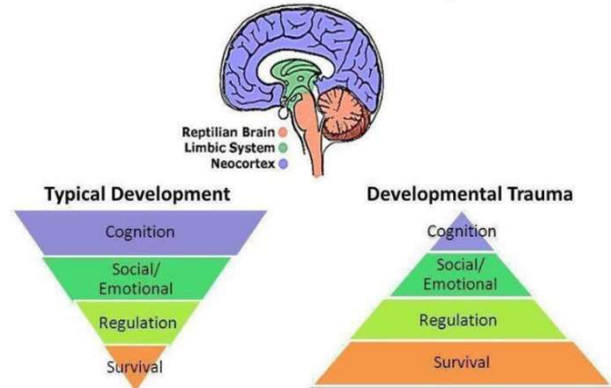 Reptilian Brain
Limbic System
Neocortex
Typical Development
Cognition
Social/
Emotional
Regulation
Survival
Developmental Trauma
Cognition
Social/
Emotional
Regulation
Survival